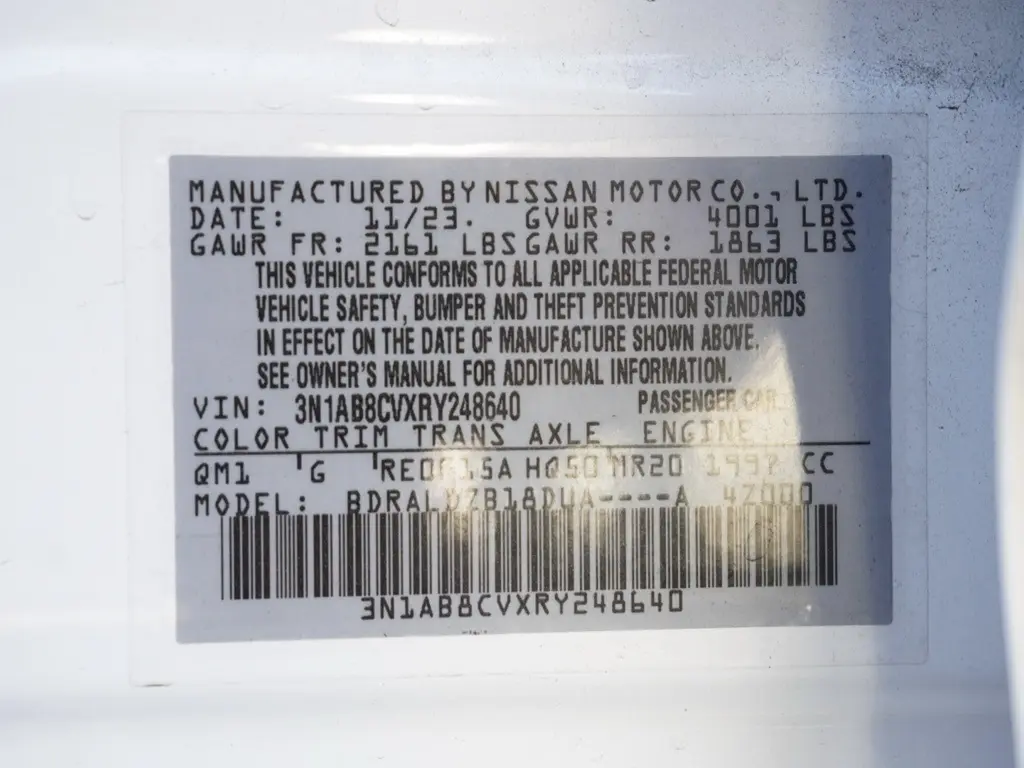 MANUFACTURED BY NISSAN MOTOR CO., LTD.
DATE: 11/23. GVWR: 4001 LBS
GAWR FR: 2161 LBS GAWR RR: 1863 LBS
THIS VEHICLE CONFORMS TO ALL APPLICABLE FEDERAL MOTOR
VEHICLE SAFETY, BUMPER AND THEFT PREVENTION STANDARDS
IN EFFECT ON THE DATE OF MANUFACTURE SHOWN ABOVE.
SEE OWNER'S MANUAL FOR ADDITIONAL INFORMATION.
VIN: 3N1AB8CVXRY248640 PASSENGER CAR
COLOR TRIM TRANS AXLE ENGINE
QM1 G HQ50 MR20 1997 CC
MODEL: 4Z000
3N1AB8CVXRY248640